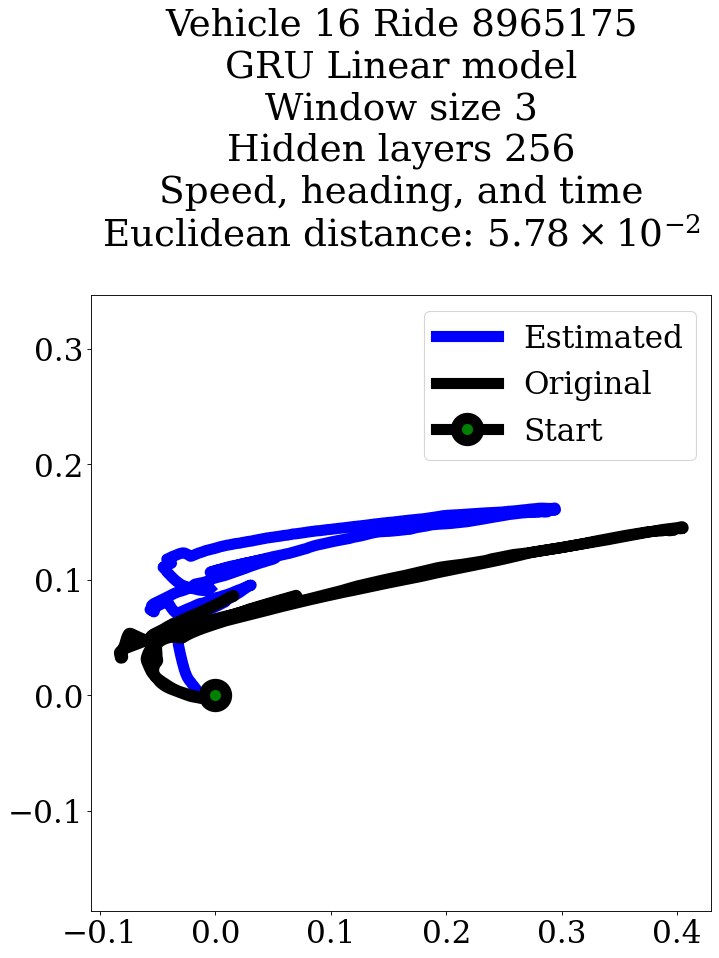 Vehicle 16 Ride 8965175
GRU Linear model
Window size 3
Hidden layers 256
Speed, heading, and time
Euclidean distance: 5.78 × 10⁻²
Estimated
Original
Start
0.3
0.2
0.1
0.0
−0.1
−0.1 0.0 0.1 0.2 0.3 0.4